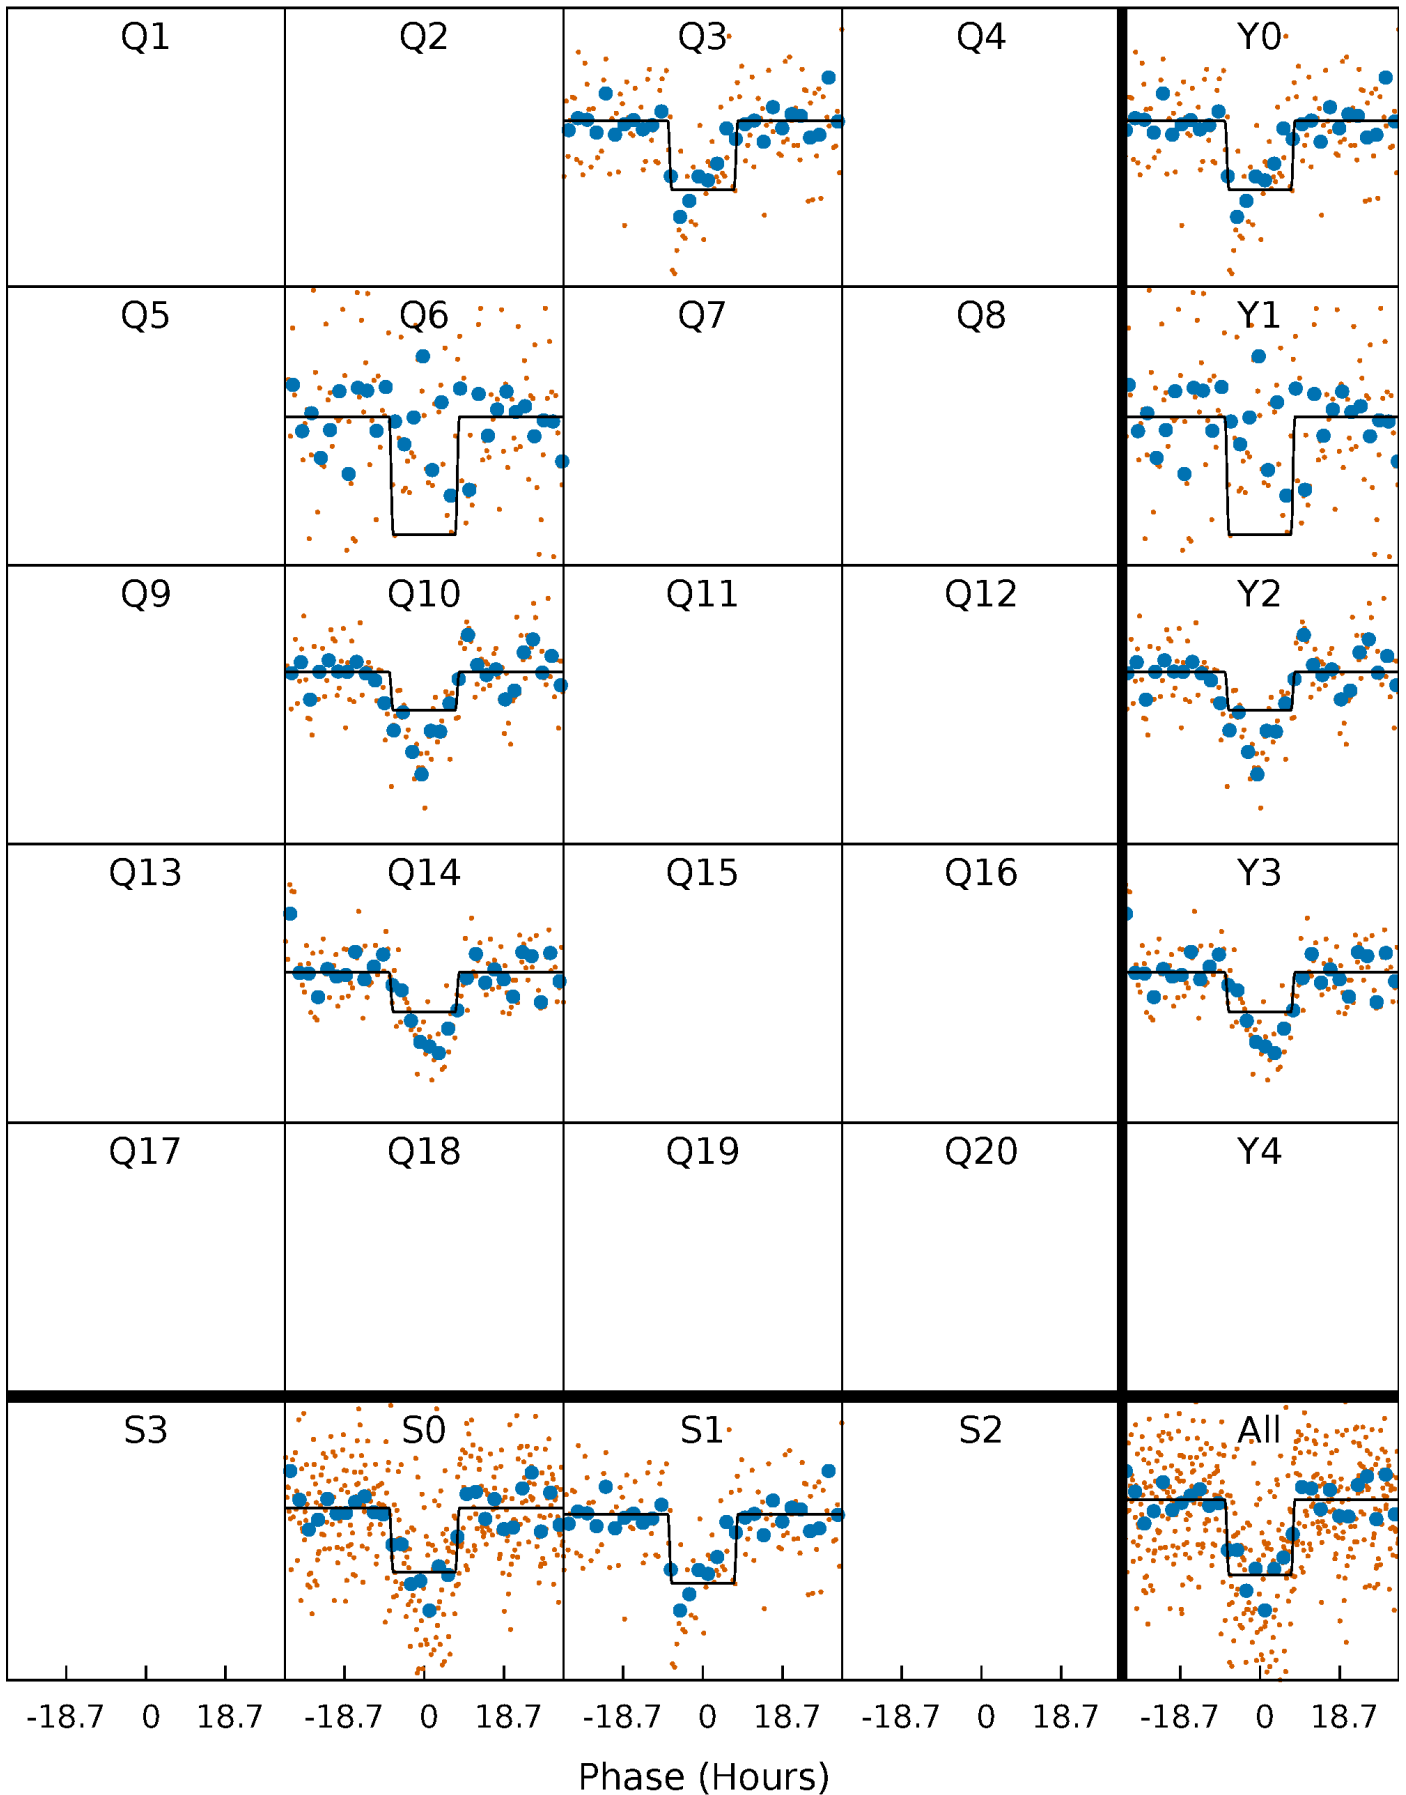 Q1 Q2 Q3 Q4 Y0
Q5 Q6 Q7 Q8 Y1
Q9 Q10 Q11 Q12 Y2
Q13 Q14 Q15 Q16 Y3
Q17 Q18 Q19 Q20 Y4
S3 S0 S1 S2 All
-18.7 0 18.7 -18.7 0 18.7 -18.7 0 18.7 -18.7 0 18.7 -18.7 0 18.7
Phase (Hours)